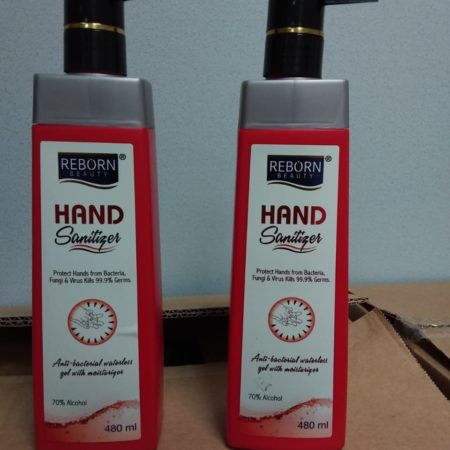 REBORN®
BEAUTY
HAND
Sanitizer
Protect Hands from Bacteria,
Fungi & Virus Kills 99.9% Germs.
Anti-bacterial waterless
gel with moisturizer
70% Alcohol
480 ml
REBORN®
BEAUTY
HAND
Sanitizer
Protect Hands from Bacteria,
Fungi & Virus Kills 99.9% Germs.
Anti-bacterial waterless
gel with moisturizer
70% Alcohol
480 ml